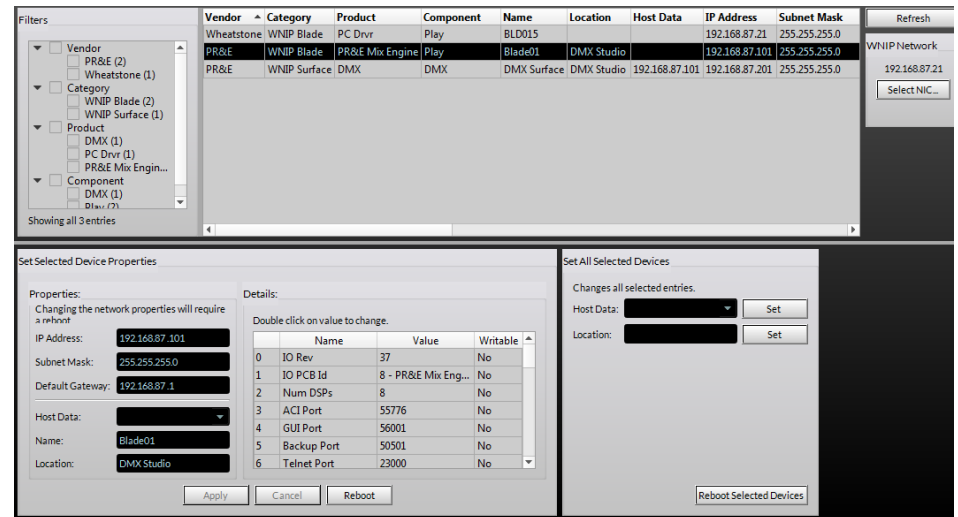 Filters
Vendor
PR&E (2)
Wheatstone (1)
Category
WNIP Blade (2)
WNIP Surface (1)
Product
DMX (1)
PC Drvr (1)
PR&E Mix Engin...
Component
DMX (1)
Play (2)
Showing all 3 entries
Vendor Category Product Component Name Location Host Data IP Address Subnet Mask
Wheatstone WNIP Blade PC Drvr Play BLD015 192.168.87.21 255.255.255.0
PR&E WNIP Blade PR&E Mix Engine Play Blade01 DMX Studio 192.168.87.101 255.255.255.0
PR&E WNIP Surface DMX DMX DMX Surface DMX Studio 192.168.87.101 192.168.87.201 255.255.255.0
Refresh
WNIP Network
192.168.87.21
Select NIC...
Set Selected Device Properties
Properties:
Changing the network properties will require
a reboot
IP Address: 192.168.87.101
Subnet Mask: 255.255.255.0
Default Gateway: 192.168.87.1
Host Data:
Name: Blade01
Location: DMX Studio
Details:
Double click on value to change.
Name Value Writable
0 IO Rev 37 No
1 IO PCB Id 8 - PR&E Mix Eng... No
2 Num DSPs 8 No
3 ACI Port 55776 No
4 GUI Port 56001 No
5 Backup Port 50501 No
6 Telnet Port 23000 No
Apply Cancel Reboot
Set All Selected Devices
Changes all selected entries.
Host Data: Set
Location: Set
Reboot Selected Devices